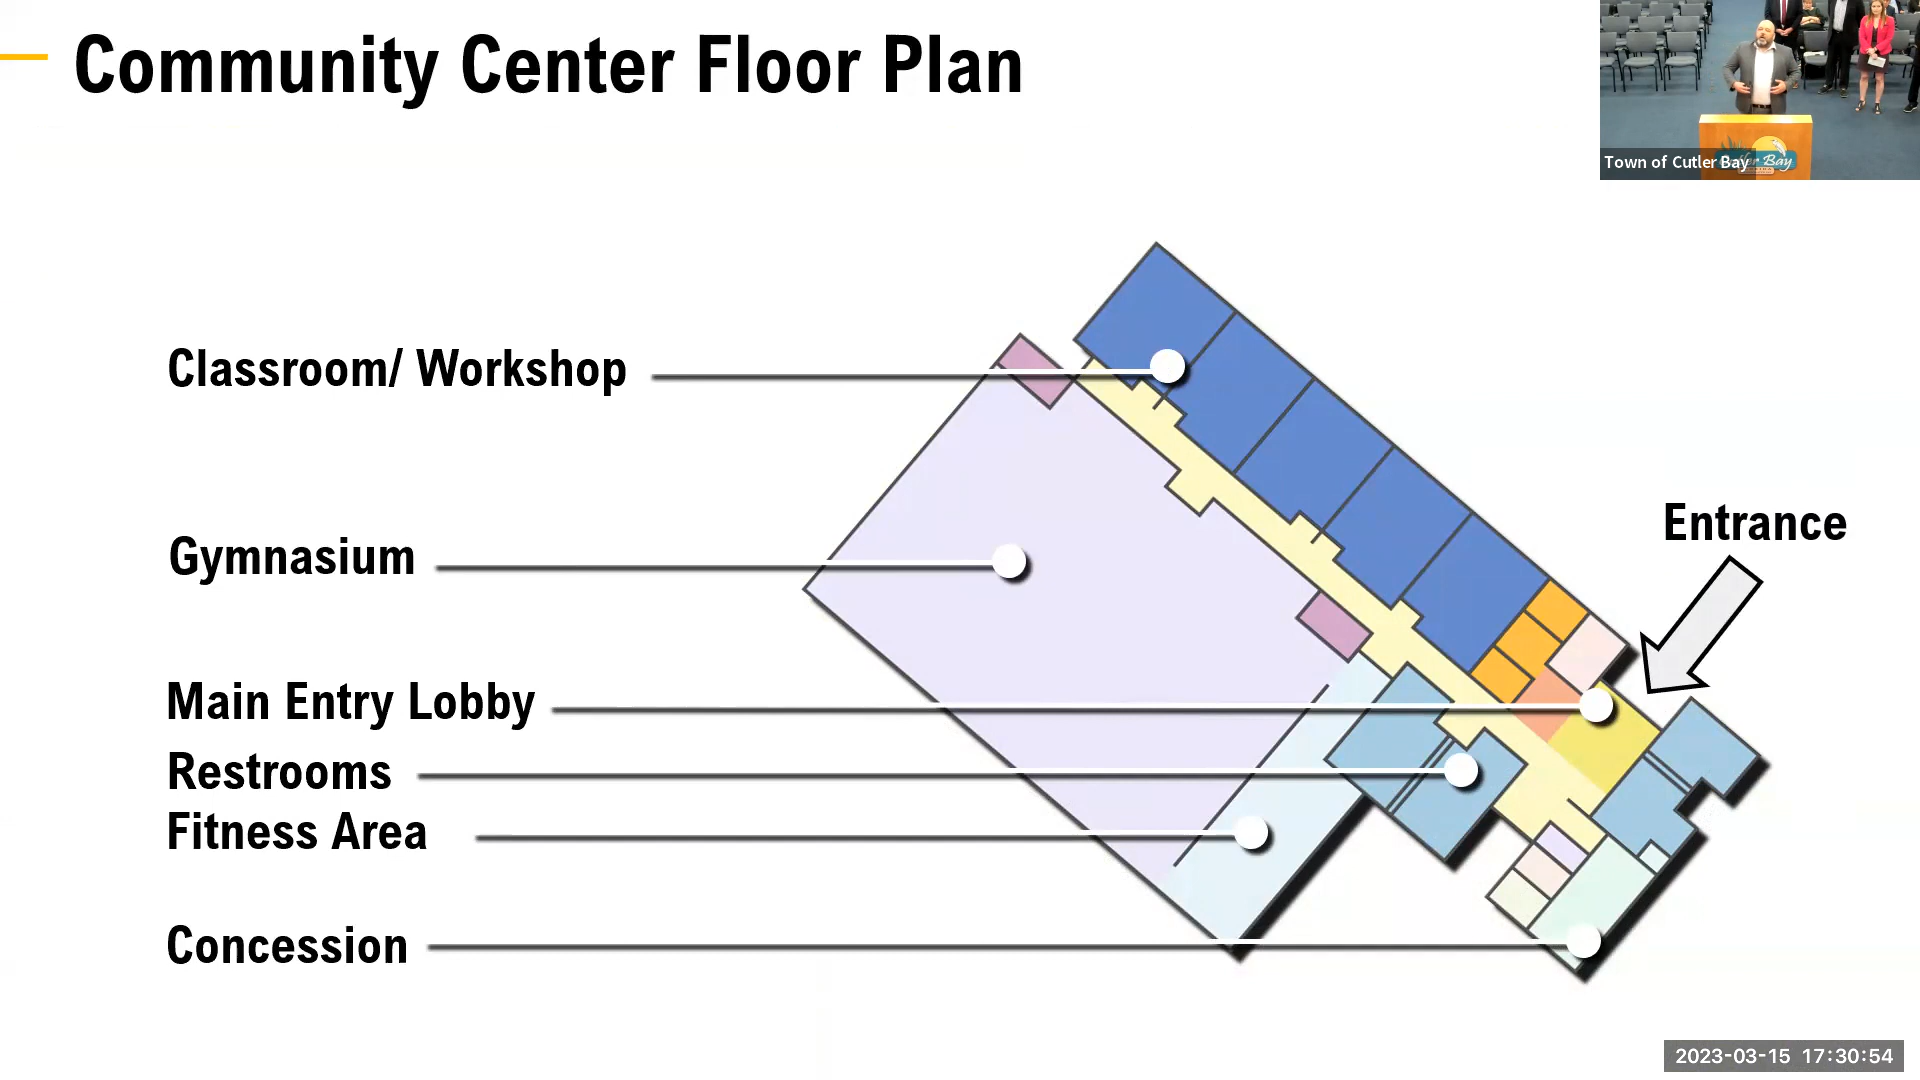 Community Center Floor Plan
Town of Cutler Bay
Classroom/ Workshop
Entrance
Gymnasium
Main Entry Lobby
Restrooms
Fitness Area
Concession
2023-03-15 17:30:54